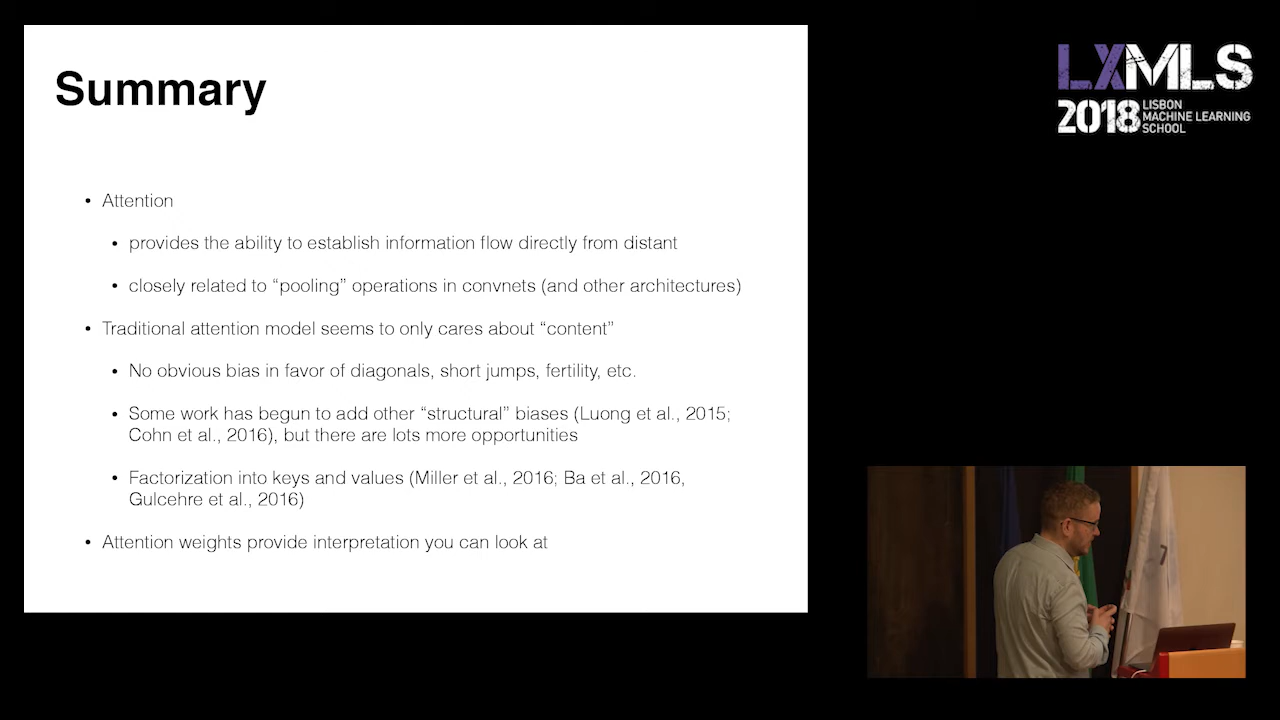 Summary
• Attention
• provides the ability to establish information flow directly from distant
• closely related to “pooling” operations in convnets (and other architectures)
• Traditional attention model seems to only cares about “content”
• No obvious bias in favor of diagonals, short jumps, fertility, etc.
• Some work has begun to add other “structural” biases (Luong et al., 2015;
Cohn et al., 2016), but there are lots more opportunities
• Factorization into keys and values (Miller et al., 2016; Ba et al., 2016,
Gulcehre et al., 2016)
• Attention weights provide interpretation you can look at
LXMLS
2018 LISBON
MACHINE LEARNING
SCHOOL
7